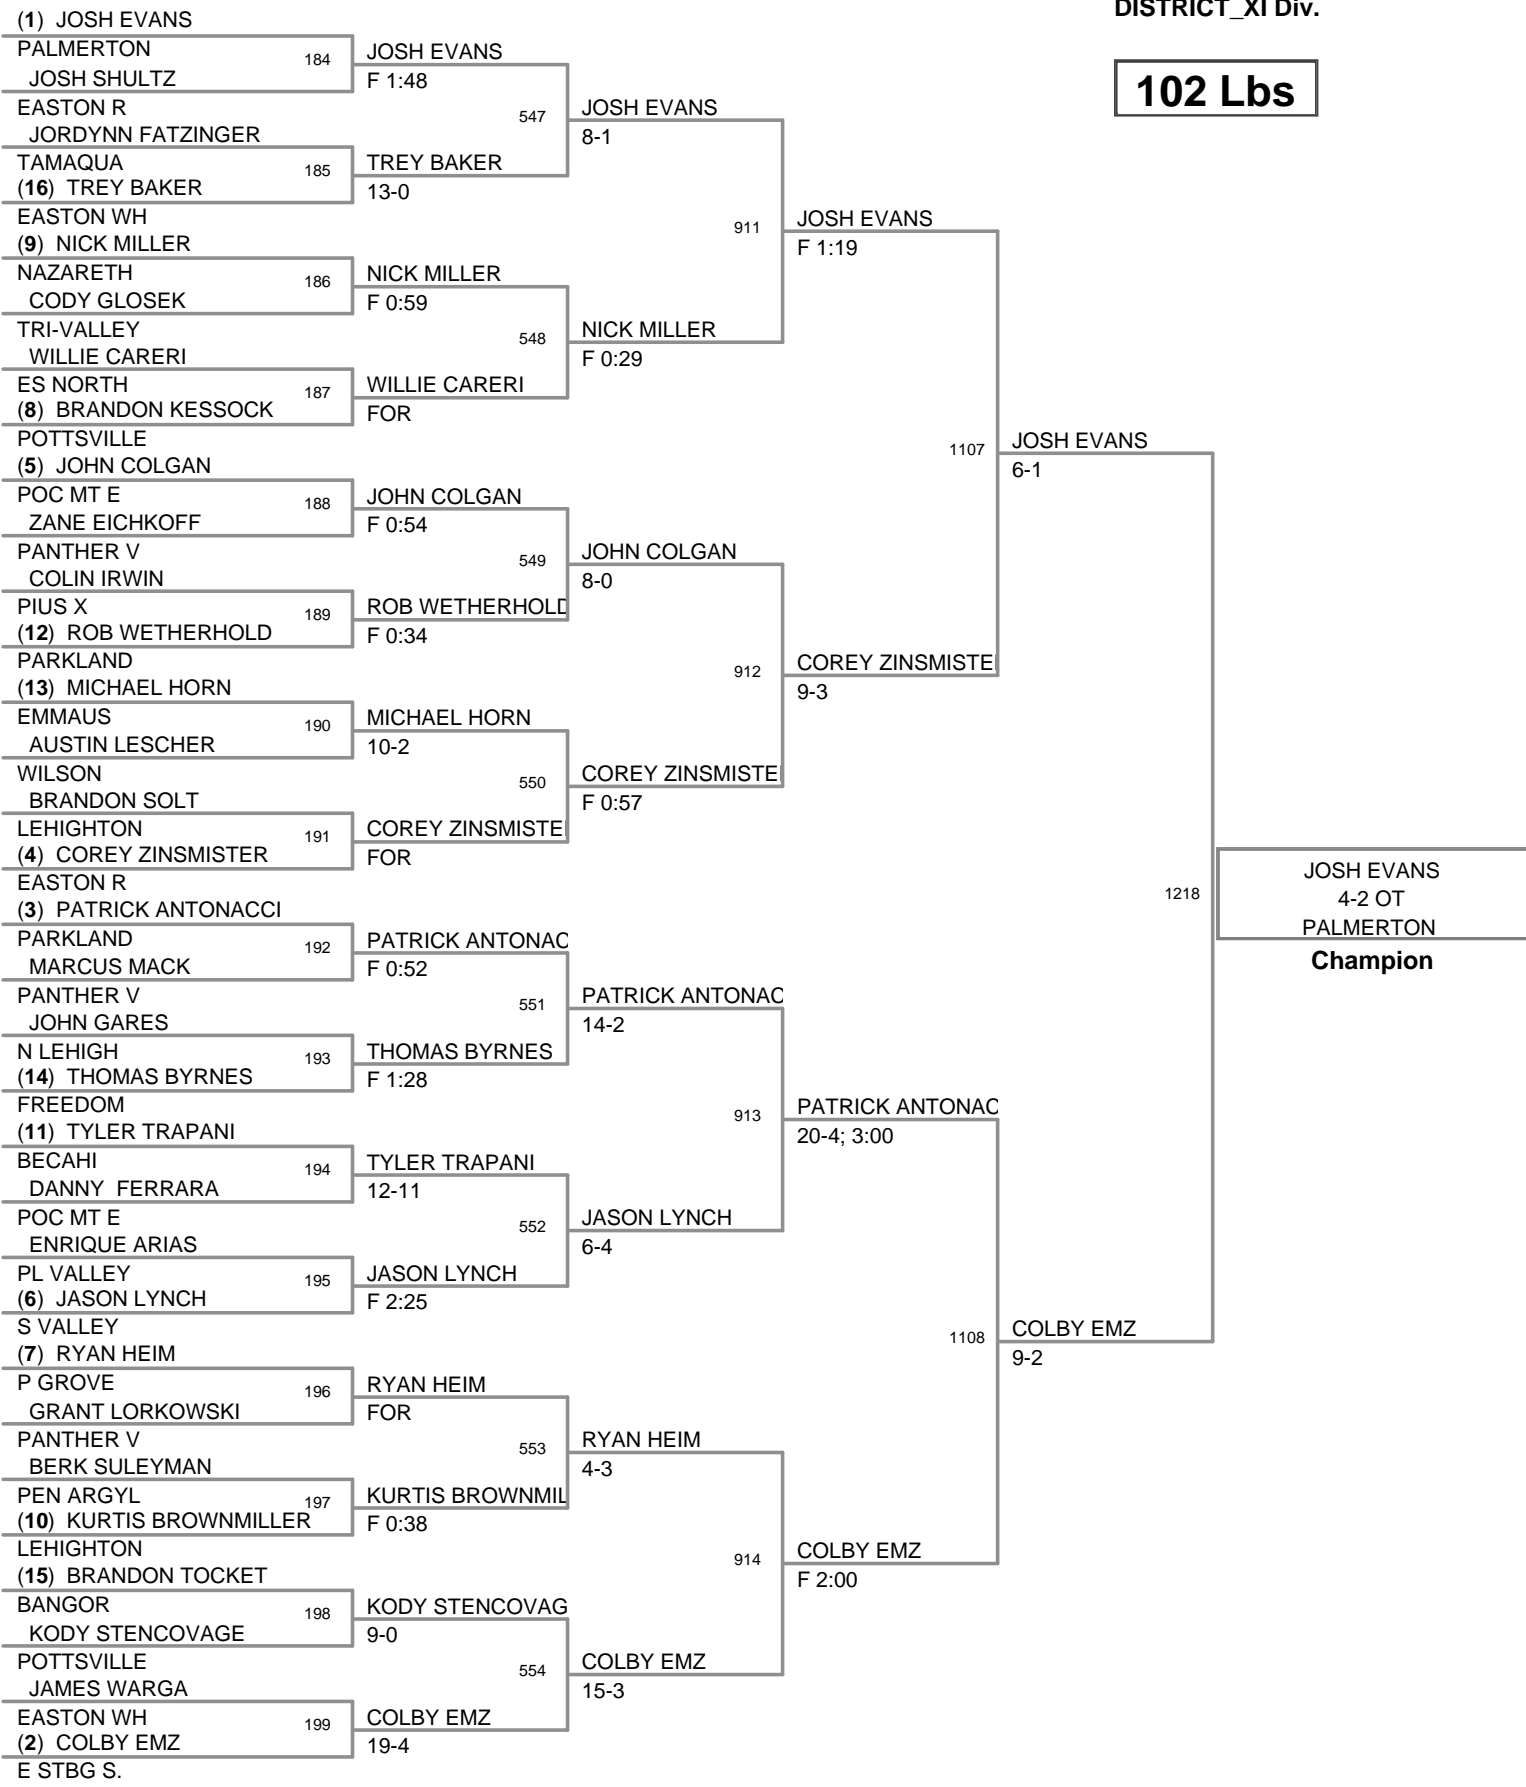 DISTRICT_XI Div.
102 Lbs
(1) JOSH EVANS
PALMERTON
184
JOSH SHULTZ
EASTON R
JORDYNN FATZINGER
TAMAQUA
185
(16) TREY BAKER
EASTON WH
(9) NICK MILLER
NAZARETH
186
CODY GLOSEK
TRI-VALLEY
WILLIE CARERI
ES NORTH
187
(8) BRANDON KESSOCK
POTTSVILLE
(5) JOHN COLGAN
POC MT E
188
ZANE EICHKOFF
PANTHER V
COLIN IRWIN
PIUS X
189
(12) ROB WETHERHOLD
PARKLAND
(13) MICHAEL HORN
EMMAUS
190
AUSTIN LESCHER
WILSON
BRANDON SOLT
LEHIGHTON
191
(4) COREY ZINSMISTER
EASTON R
(3) PATRICK ANTONACCI
PARKLAND
192
MARCUS MACK
PANTHER V
JOHN GARES
N LEHIGH
193
(14) THOMAS BYRNES
FREEDOM
(11) TYLER TRAPANI
BECAHI
194
DANNY  FERRARA
POC MT E
ENRIQUE ARIAS
PL VALLEY
195
(6) JASON LYNCH
S VALLEY
(7) RYAN HEIM
P GROVE
196
GRANT LORKOWSKI
PANTHER V
BERK SULEYMAN
PEN ARGYL
197
(10) KURTIS BROWNMILLER
LEHIGHTON
(15) BRANDON TOCKET
BANGOR
198
KODY STENCOVAGE
POTTSVILLE
JAMES WARGA
EASTON WH
199
(2) COLBY EMZ
E STBG S.
JOSH EVANS
F 1:48
547
TREY BAKER
13-0
NICK MILLER
F 0:59
548
WILLIE CARERI
FOR
JOHN COLGAN
F 0:54
549
ROB WETHERHOLD
F 0:34
MICHAEL HORN
10-2
550
COREY ZINSMISTE
FOR
PATRICK ANTONAC
F 0:52
551
THOMAS BYRNES
F 1:28
TYLER TRAPANI
12-11
552
JASON LYNCH
F 2:25
RYAN HEIM
FOR
553
KURTIS BROWNMIL
F 0:38
KODY STENCOVAG
9-0
554
COLBY EMZ
19-4
JOSH EVANS
8-1
911
NICK MILLER
F 0:29
JOHN COLGAN
8-0
912
COREY ZINSMISTE
F 0:57
PATRICK ANTONAC
14-2
913
JASON LYNCH
6-4
RYAN HEIM
4-3
914
COLBY EMZ
15-3
JOSH EVANS
F 1:19
1107
COREY ZINSMISTE
9-3
PATRICK ANTONAC
20-4; 3:00
1108
COLBY EMZ
F 2:00
JOSH EVANS
6-1
1218
COLBY EMZ
9-2
JOSH EVANS
4-2 OT
PALMERTON
Champion